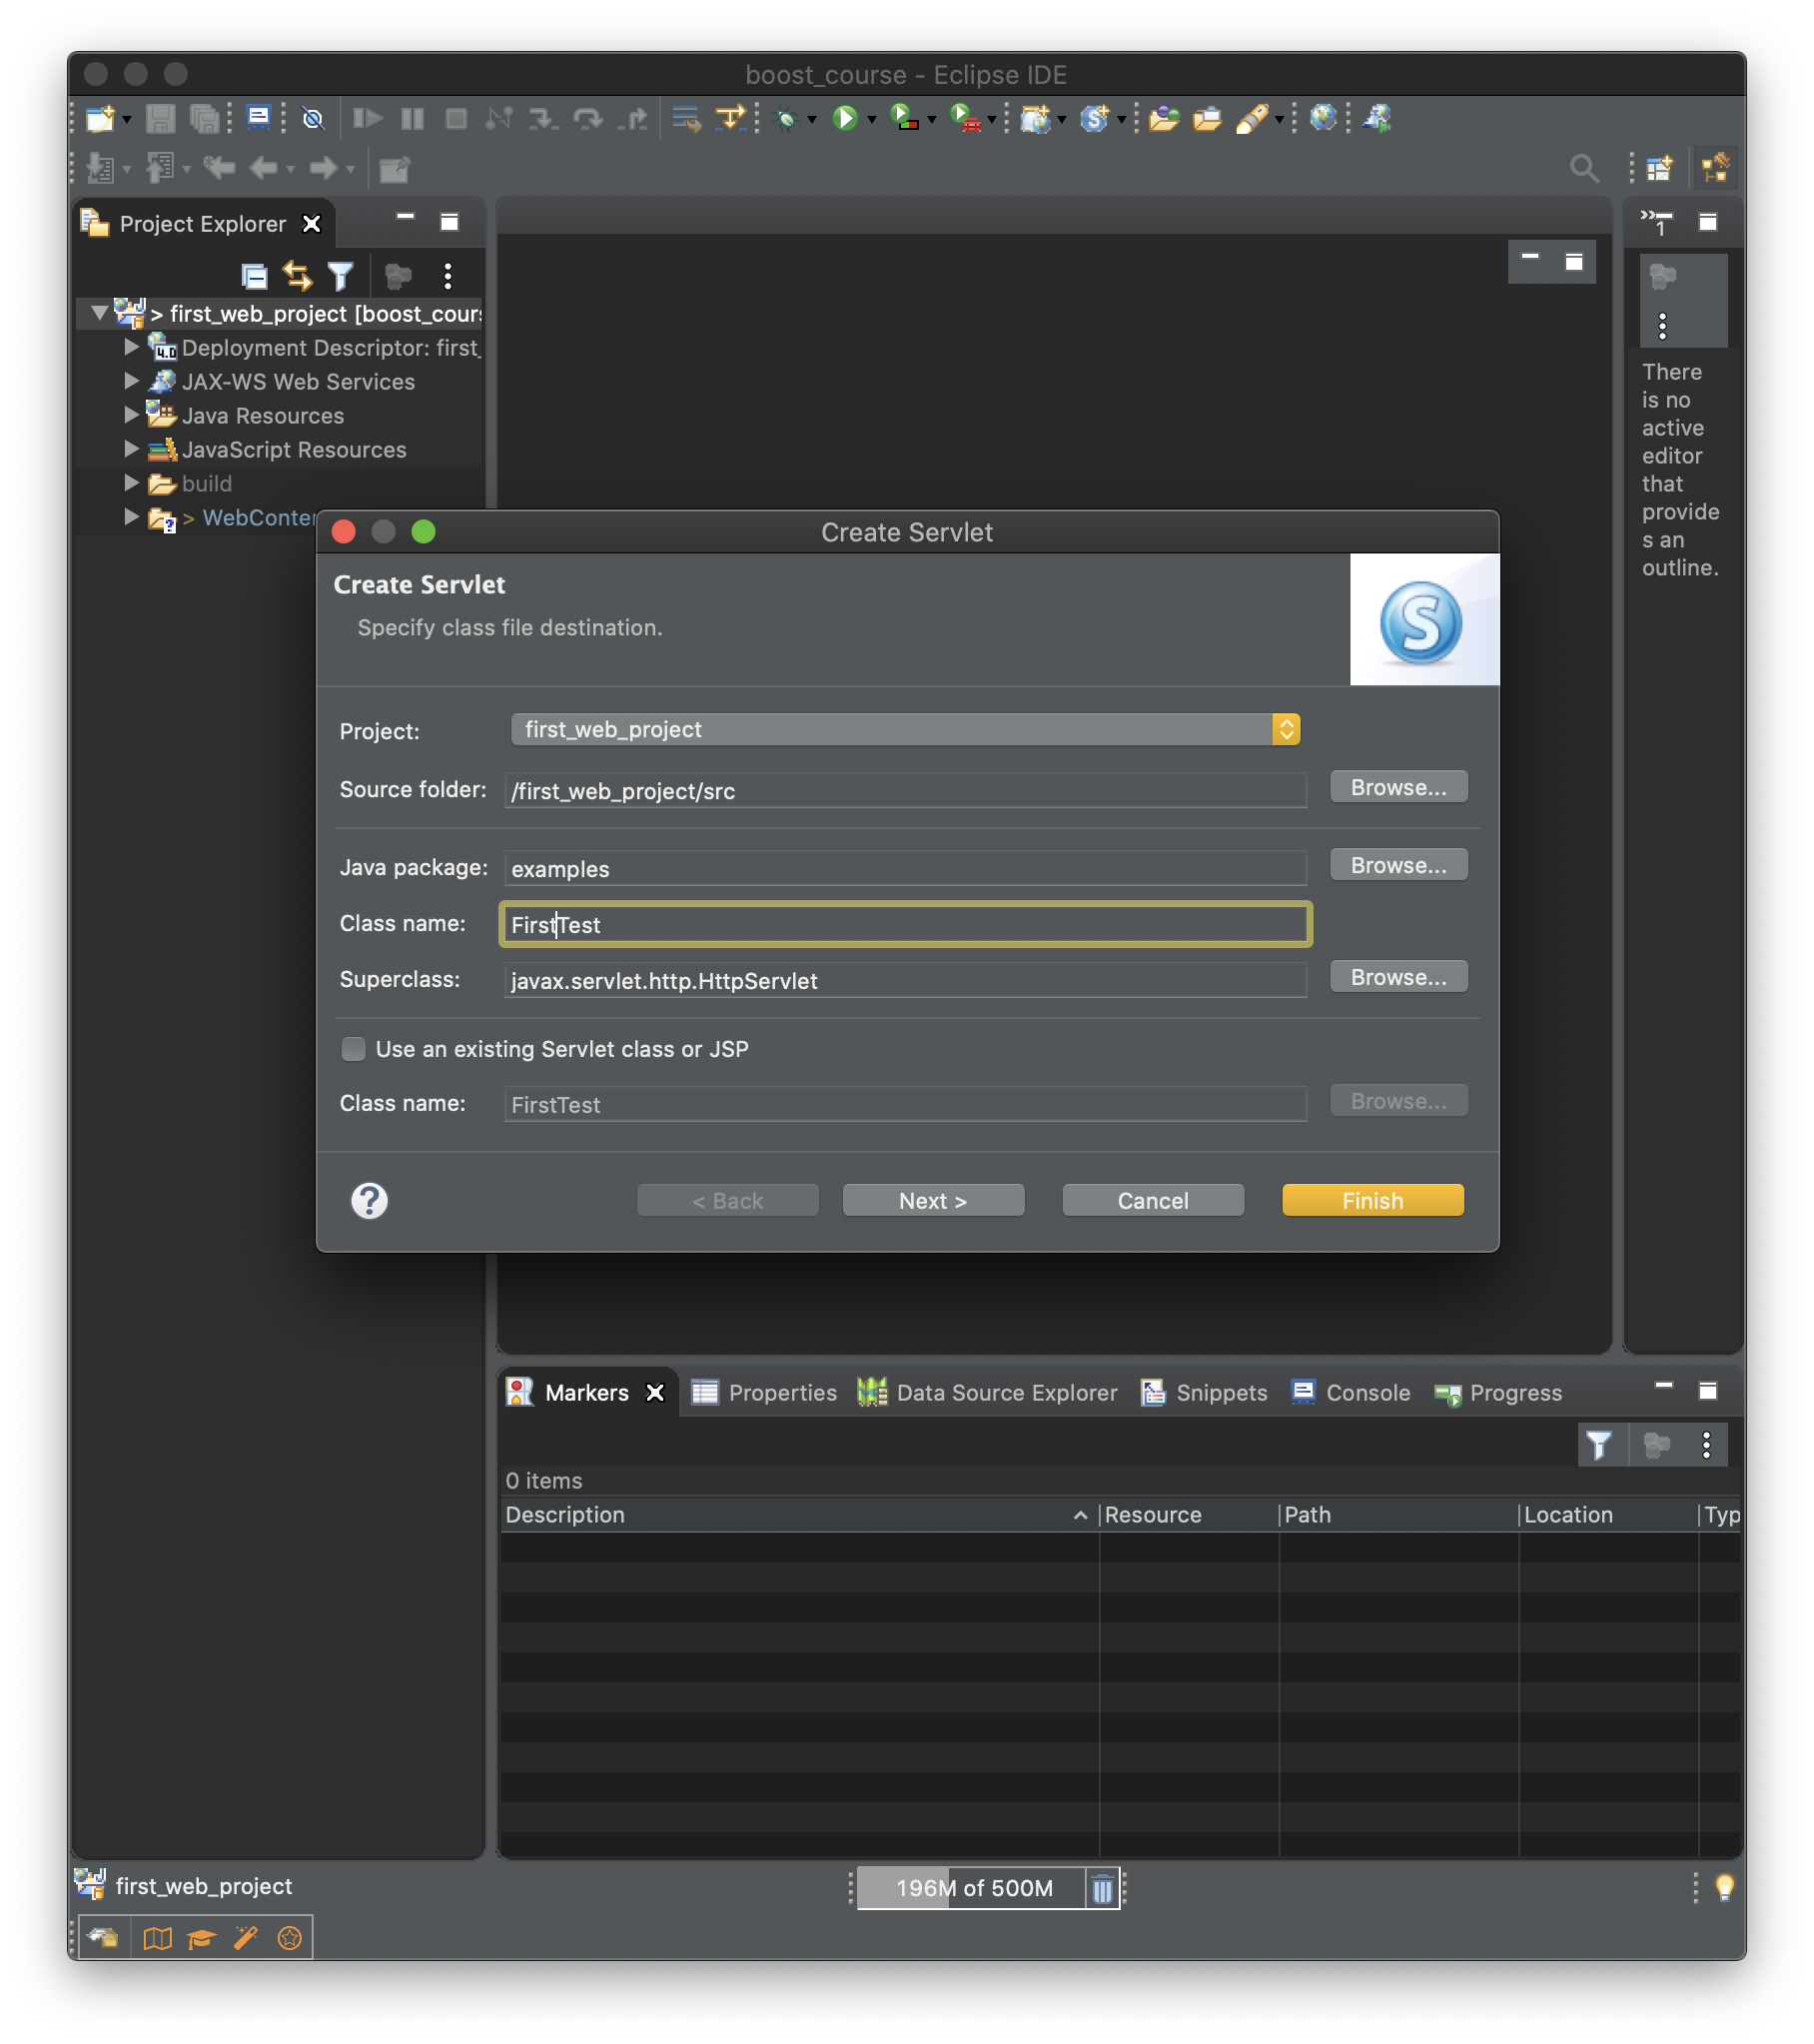 boost_course - Eclipse IDE
Project Explorer
1
> first_web_project [boost_cour
4.0 Deployment Descriptor: first_
JAX-WS Web Services
Java Resources
JavaScript Resources
build
> WebConte
There
is no
active
editor
that
provide
s an
outline.
Create Servlet
Create Servlet
Specify class file destination.
S
Project:
first_web_project
Source folder:
/first_web_project/src
Browse...
Java package:
examples
Browse...
Class name:
FirstTest
Superclass:
javax.servlet.http.HttpServlet
Browse...
Use an existing Servlet class or JSP
Class name:
FirstTest
Browse...
?
< Back
Next >
Cancel
Finish
Markers
Properties
Data Source Explorer
Snippets
Console
Progress
0 items
Description
Resource
Path
Location
Typ
first_web_project
196M of 500M